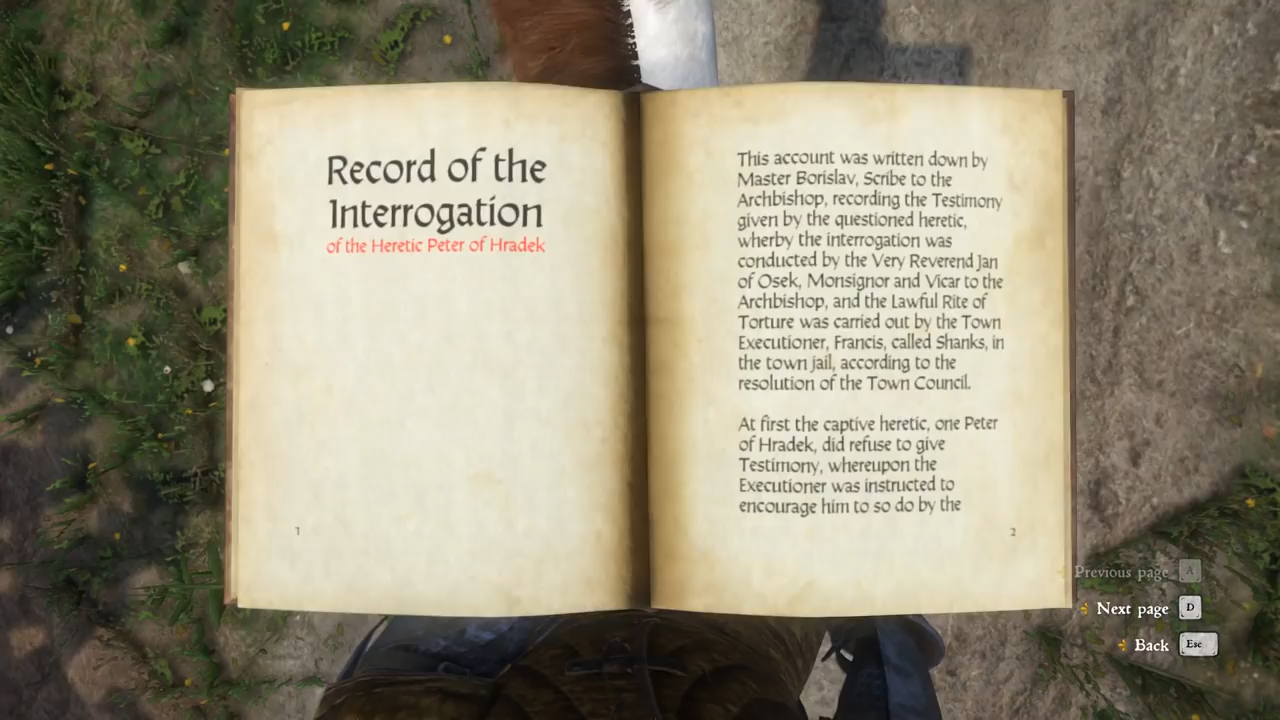 Record of the
Interrogation
of the Heretic Peter of Hradek
1
This account was written down by
Master Borislav, Scribe to the
Archbishop, recording the Testimony
given by the questioned heretic,
wherby the interrogation was
conducted by the Very Reverend Jan
of Osek, Monsignor and Vicar to the
Archbishop, and the Lawful Rite of
Torture was carried out by the Town
Executioner, Francis, called Shanks, in
the town jail, according to the
resolution of the Town Council.
At first the captive heretic, one Peter
of Hradek, did refuse to give
Testimony, whereupon the
Executioner was instructed to
encourage him to so do by the
2
Previous page A
Next page D
Back Esc